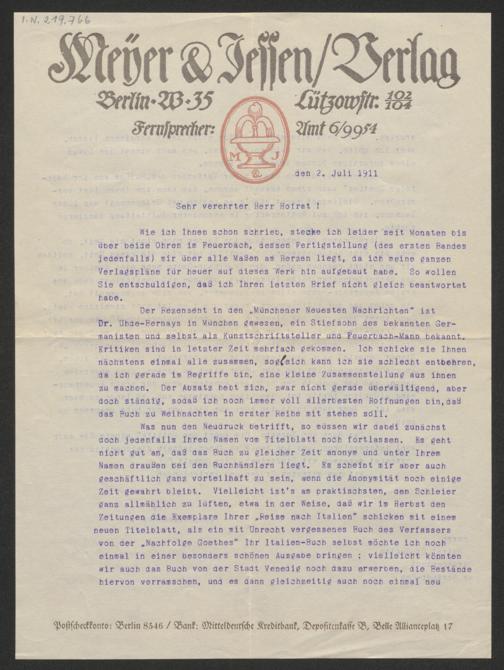 I.N. 219.766
Meyer & Jessen / Verlag
Berlin·W·35 Lützowstr: 102/104
Fernsprecher: Amt 6/9954
M J
den 2. Juli 1911
Sehr verehrter Herr Hofrat !
Wie ich Ihnen schon schrieb, stecke ich leider seit Monaten bis
über beide Ohren im Feuerbach, dessen Fertigstellung (des ersten Bandes
jedenfalls) mir über alle Maßen am Herzen liegt, da ich meine ganzen
Verlagspläne für heuer auf dieses Werk hin aufgebaut habe. So wollen
Sie entschuldigen, daß ich Ihren letzten Brief nicht gleich beantwortet
habe.
Der Rezensent in den „Münchener Neuesten Nachrichten" ist
Dr. Uhde-Bernays in München gewesen, ein Stiefsohn des bekannten Ger-
manisten und selbst als Kunstschriftsteller und Feuerbach-Mann bekannt.
Kritiken sind in letzter Zeit mehrfach gekommen. Ich schicke sie Ihnen
nächstens einmal alle zusammen, sogleich kann ich sie schlecht entbehren,
da ich gerade im Begriffe bin, eine kleine Zusammenstellung aus ihnen
zu machen. Der Absatz hebt sich, zwar nicht gerade überwältigend, aber
doch ständig, sodaß ich noch immer voll allerbesten Hoffnungen bin,daß
das Buch zu Weihnachten in erster Reihe mit stehen soll.
Was nun den Neudruck betrifft, so müssen wir dabei zunächst
doch jedenfalls Ihren Namen vom Titelblatt noch fortlassen. Es geht
nicht gut an, daß das Buch zu gleicher Zeit anonym und unter Ihrem
Namen draußen bei den Buchhändlern liegt. Es scheint mir aber auch
geschäftlich ganz vorteilhaft zu sein, wenn die Anonymität noch einige
Zeit gewahrt bleibt. Vielleicht ist's am praktischsten, den Schleier
ganz allmählich zu lüften, etwa in der Weise, daß wir im Herbst den
Zeitungen die Exemplare Ihrer „Reise nach Italien" schicken mit einem
neuen Titelblatt, als ein mit Unrecht vergessenes Buch des Verfassers
von der „Nachfolge Goethes" Ihr Italien-Buch selbst möchte ich noch
einmal in einer besonders schönen Ausgabe bringen ; vielleicht könnten
wir auch das Buch von der Stadt Venedig noch dazu erwerben, die Bestände
hiervon verramschen, und es dann gleichzeitig auch noch einmal neu
Postscheckkonto: Berlin 8546 / Bank: Mitteldeutsche Kreditbank, Depositenkasse B, Belle Allianceplatz 17